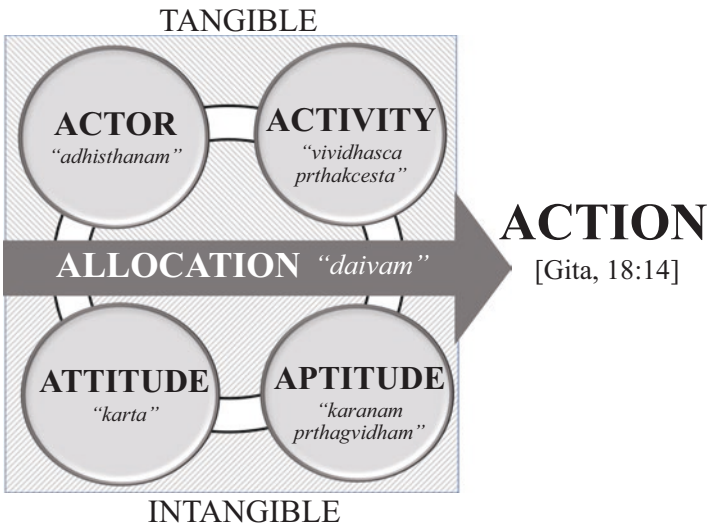 TANGIBLE
ACTOR
“adhisthanam”
ACTIVITY
“vividhasca
prthakcesta”
ALLOCATION “daivam”
ACTION
[Gita, 18:14]
ATTITUDE
“karta”
APTITUDE
“karanam
prthagvidham”
INTANGIBLE